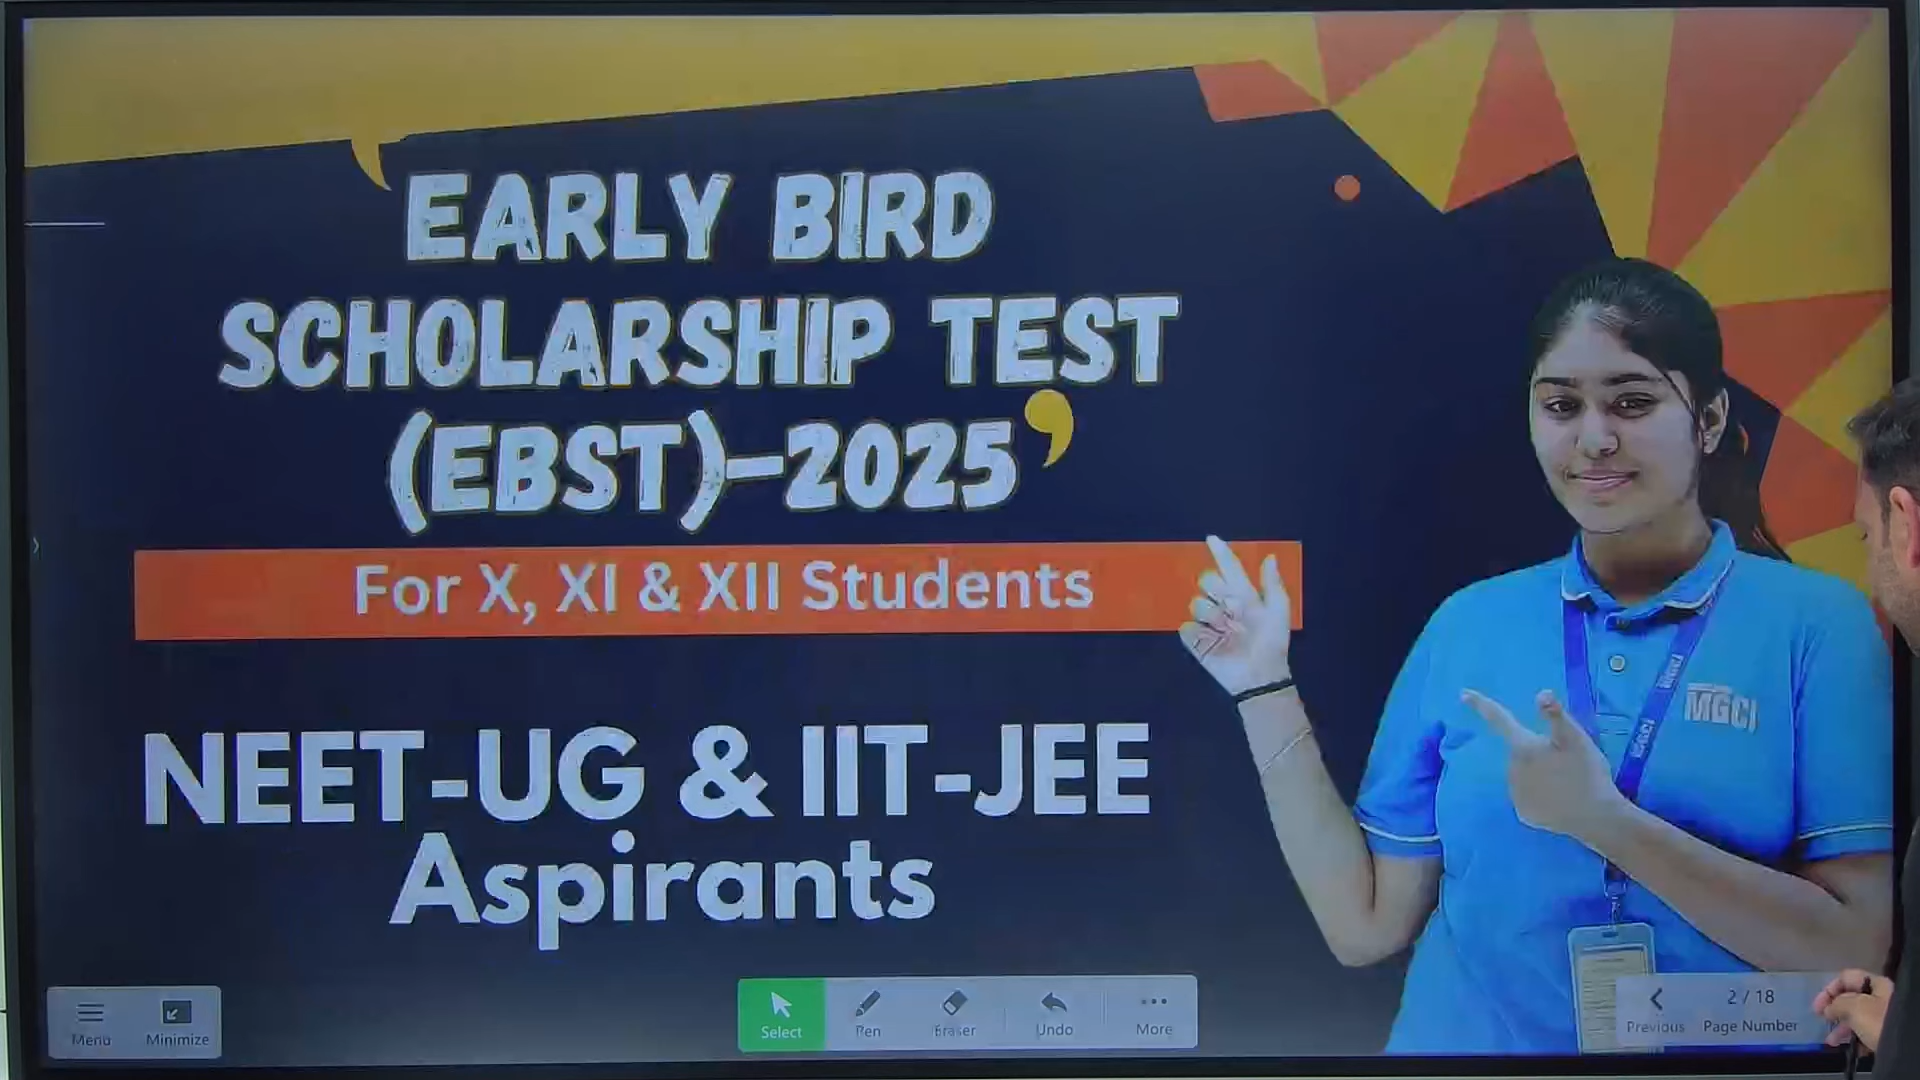 EARLY BIRD
SCHOLARSHIP TEST
(EBST)-2025
For X, XI & XII Students
NEET-UG & IIT-JEE
Aspirants
MGCI
MGCI
Menu
Minimize
Select
Pen
Eraser
Undo
More
Previous
2 / 18
Page Number